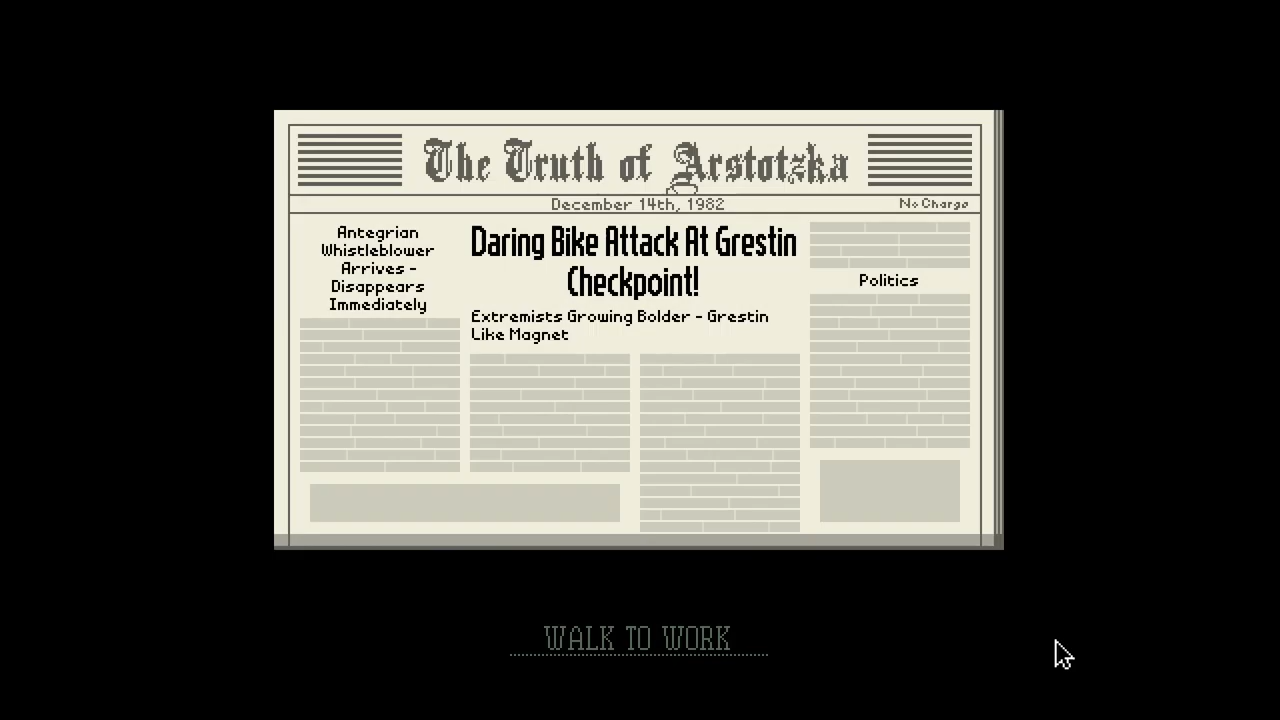 The Truth of Arstotzka
December 14th, 1982
No Charge
Antegrian
Whistleblower
Arrives -
Disappears
Immediately
Daring Bike Attack At Grestin
Checkpoint!
Extremists Growing Bolder - Grestin
Like Magnet
Politics
WALK TO WORK